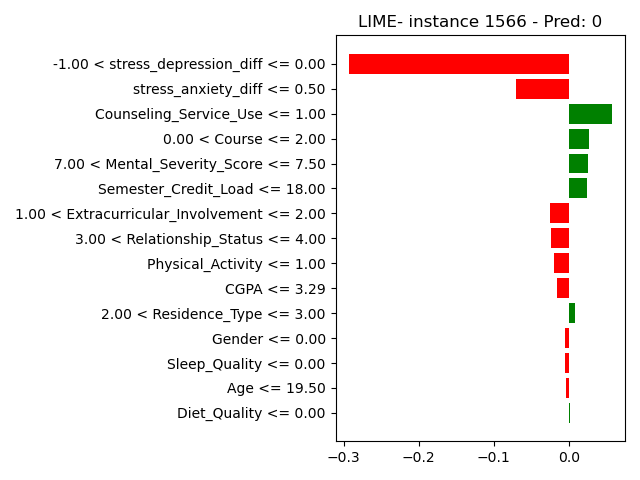 LIME- instance 1566 - Pred: 0
-1.00 < stress_depression_diff <= 0.00
stress_anxiety_diff <= 0.50
Counseling_Service_Use <= 1.00
0.00 < Course <= 2.00
7.00 < Mental_Severity_Score <= 7.50
Semester_Credit_Load <= 18.00
1.00 < Extracurricular_Involvement <= 2.00
3.00 < Relationship_Status <= 4.00
Physical_Activity <= 1.00
CGPA <= 3.29
2.00 < Residence_Type <= 3.00
Gender <= 0.00
Sleep_Quality <= 0.00
Age <= 19.50
Diet_Quality <= 0.00
−0.3 −0.2 −0.1 0.0